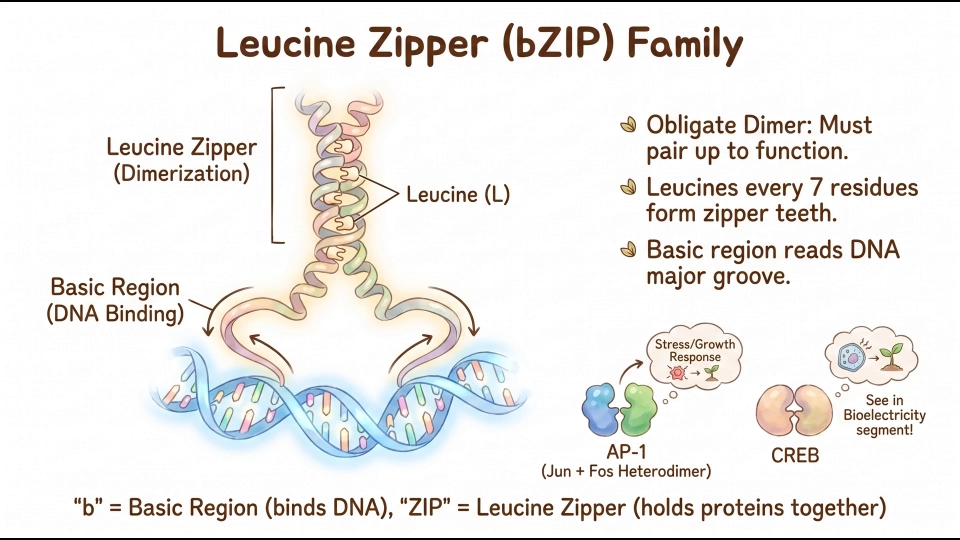 Leucine Zipper (bZIP) Family
Leucine Zipper
(Dimerization)
Leucine (L)
Basic Region
(DNA Binding)
Obligate Dimer: Must
pair up to function.
Leucines every 7 residues
form zipper teeth.
Basic region reads DNA
major groove.
Stress/Growth
Response
AP-1
(Jun + Fos Heterodimer)
See in
Bioelectricity
segment!
CREB
“b” = Basic Region (binds DNA), “ZIP” = Leucine Zipper (holds proteins together)